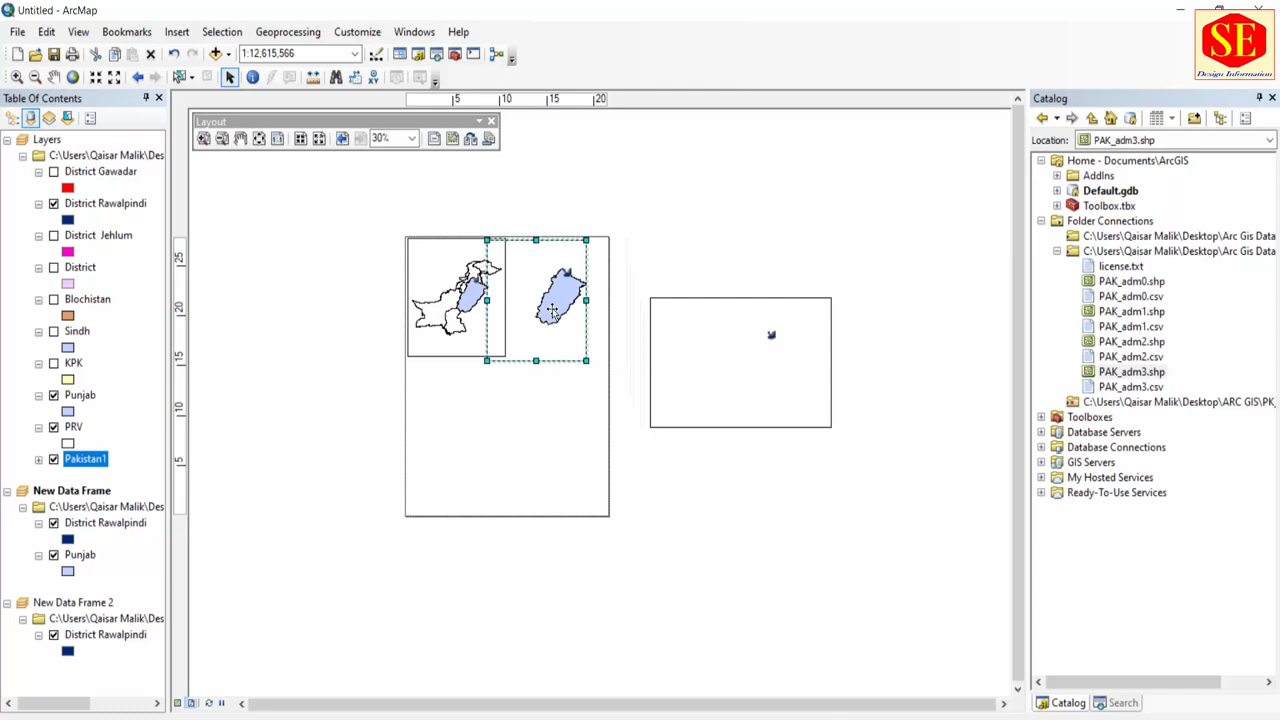 Untitled - ArcMap
SE
Design Information
File Edit View Bookmarks Insert Selection Geoprocessing Customize Windows Help
1:12,615,566
Table Of Contents
Layers
C:\Users\Qaisar Malik\Des
District Gawadar
District Rawalpindi
District Jehlum
District
Blochistan
Sindh
KPK
Punjab
PRV
Pakistan1
New Data Frame
C:\Users\Qaisar Malik\Des
District Rawalpindi
Punjab
New Data Frame 2
C:\Users\Qaisar Malik\Des
District Rawalpindi
5 10 15 20
Layout
30%
25
20
15
10
5
Catalog
Location: PAK_adm3.shp
Home - Documents\ArcGIS
AddIns
Default.gdb
Toolbox.tbx
Folder Connections
C:\Users\Qaisar Malik\Desktop\Arc Gis Data
C:\Users\Qaisar Malik\Desktop\Arc Gis Data
license.txt
PAK_adm0.shp
PAK_adm0.csv
PAK_adm1.shp
PAK_adm1.csv
PAK_adm2.shp
PAK_adm2.csv
PAK_adm3.shp
PAK_adm3.csv
C:\Users\Qaisar Malik\Desktop\ARC GIS\PK_
Toolboxes
Database Servers
Database Connections
GIS Servers
My Hosted Services
Ready-To-Use Services
Catalog Search